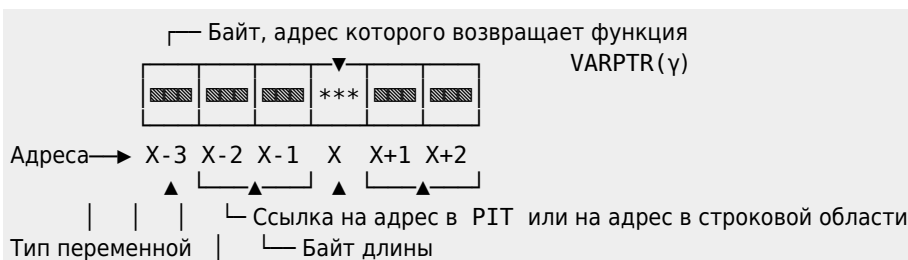 Байт, адрес которого возвращает функция
VARPTR(γ)
***
Адреса X-3 X-2 X-1 X X+1 X+2
Ссылка на адрес в PIT или на адрес в строковой области
Тип переменной Байт длины